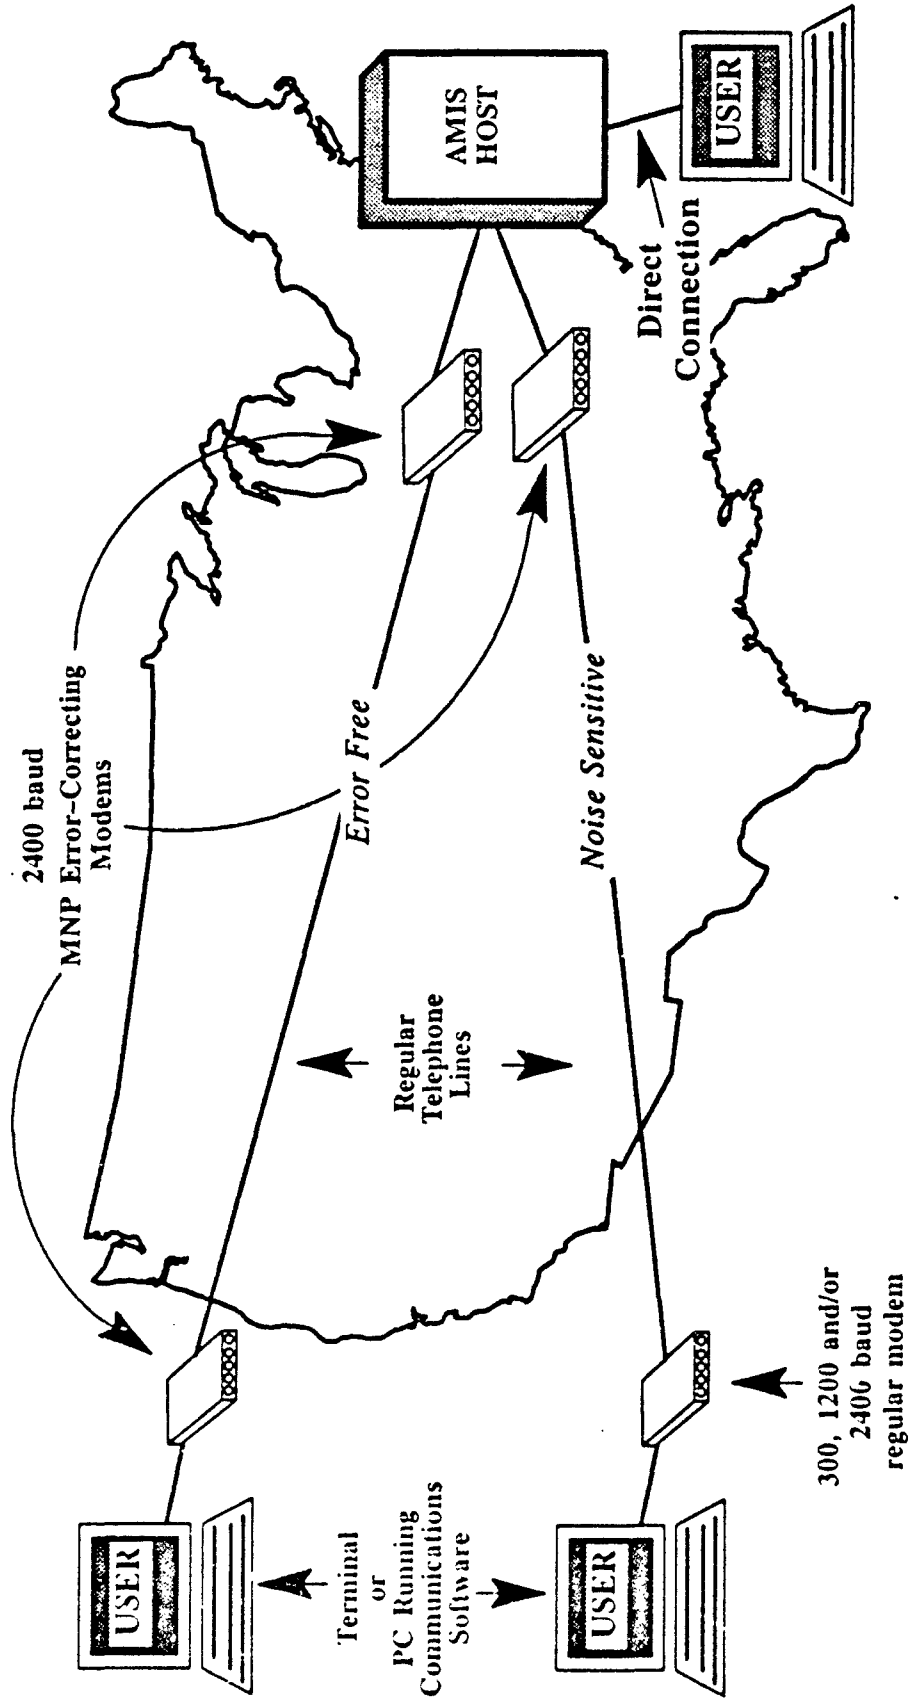 2400 baud
MNP Error-Correcting
Modems
USER
Terminal
or
PC Running
Communications
Software
USER
Error Free
Regular
Telephone
Lines
Noise Sensitive
300, 1200 and/or
2400 baud
regular modem
AMIS
HOST
Direct
Connection
USER